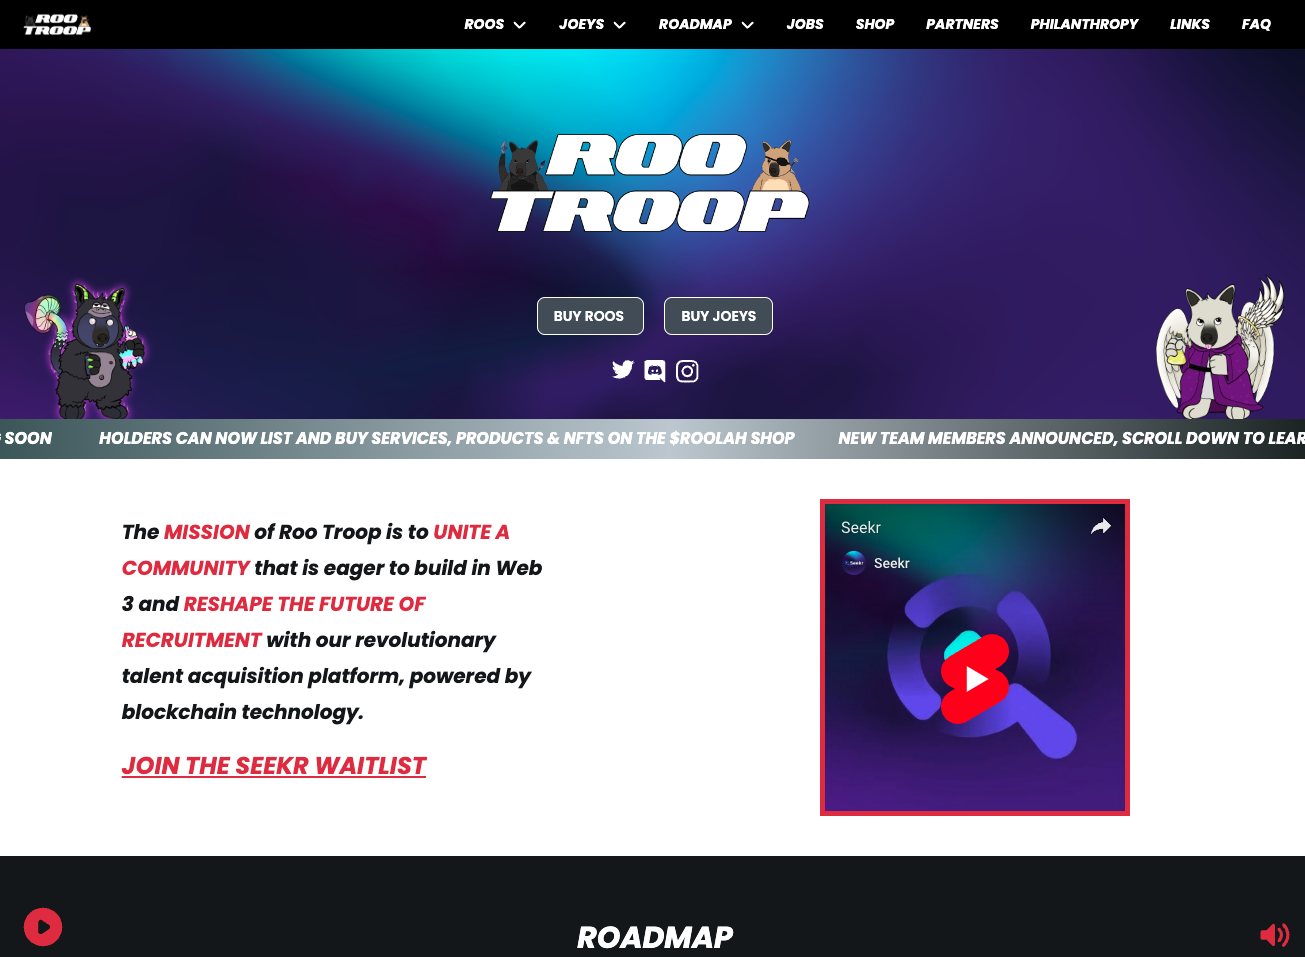 ROO
TROOP
ROOS
JOEYS
ROADMAP
JOBS
SHOP
PARTNERS
PHILANTHROPY
LINKS
FAQ
ROO
TROOP
BUY ROOS
BUY JOEYS
SOON
HOLDERS CAN NOW LIST AND BUY SERVICES, PRODUCTS & NFTS ON THE $ROOLAH SHOP
NEW TEAM MEMBERS ANNOUNCED, SCROLL DOWN TO LEAR
The MISSION of Roo Troop is to UNITE A
COMMUNITY that is eager to build in Web
3 and RESHAPE THE FUTURE OF
RECRUITMENT with our revolutionary
talent acquisition platform, powered by
blockchain technology.
JOIN THE SEEKR WAITLIST
Seekr
Seekr
Seekr
ROADMAP